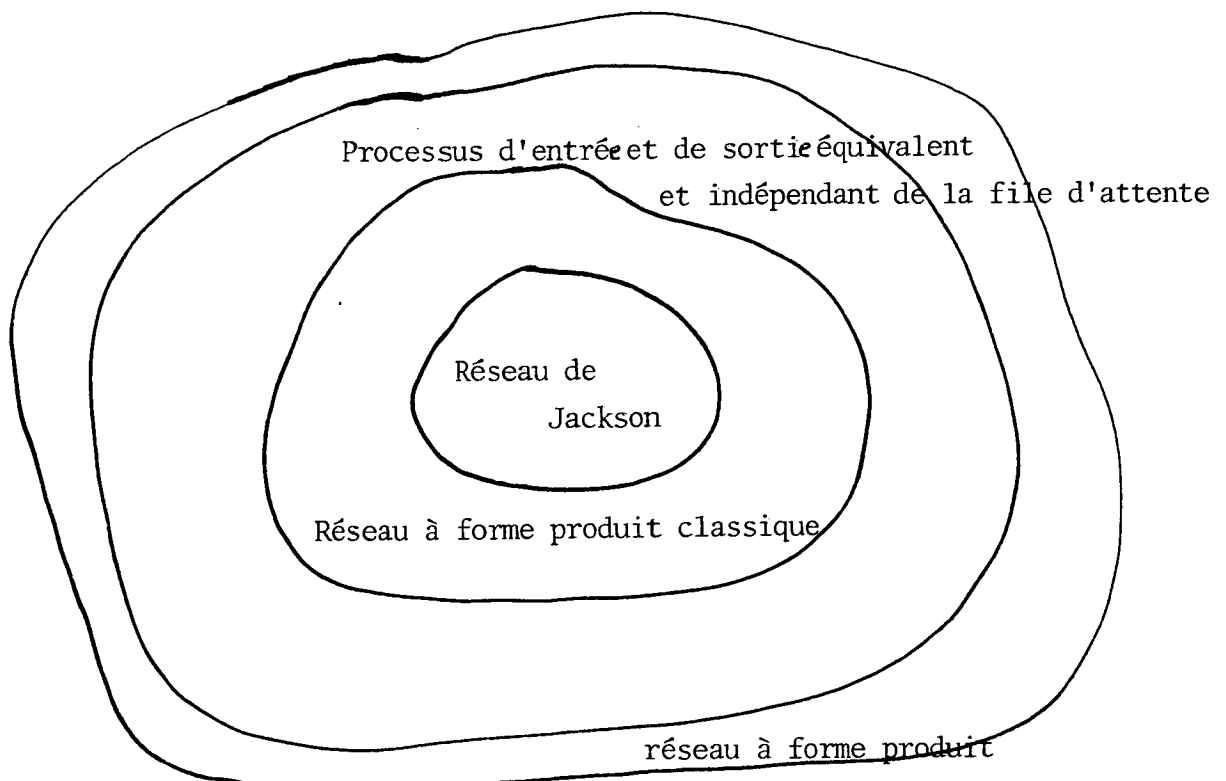 Processus d'entrée et de sortie équivalent
et indépendant de la file d'attente
Réseau de
Jackson
Réseau à forme produit classique
réseau à forme produit